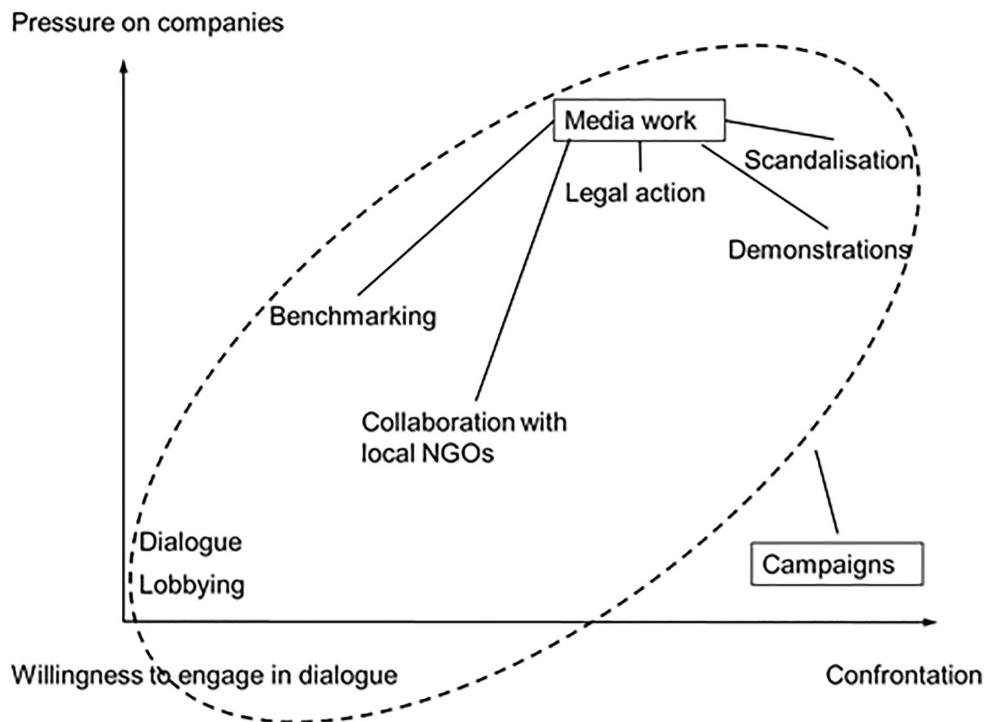 Pressure on companies
Media work
Scandalisation
Legal action
Demonstrations
Benchmarking
Collaboration with
local NGOs
Dialogue
Campaigns
Lobbying
Willingness to engage in dialogue
Confrontation